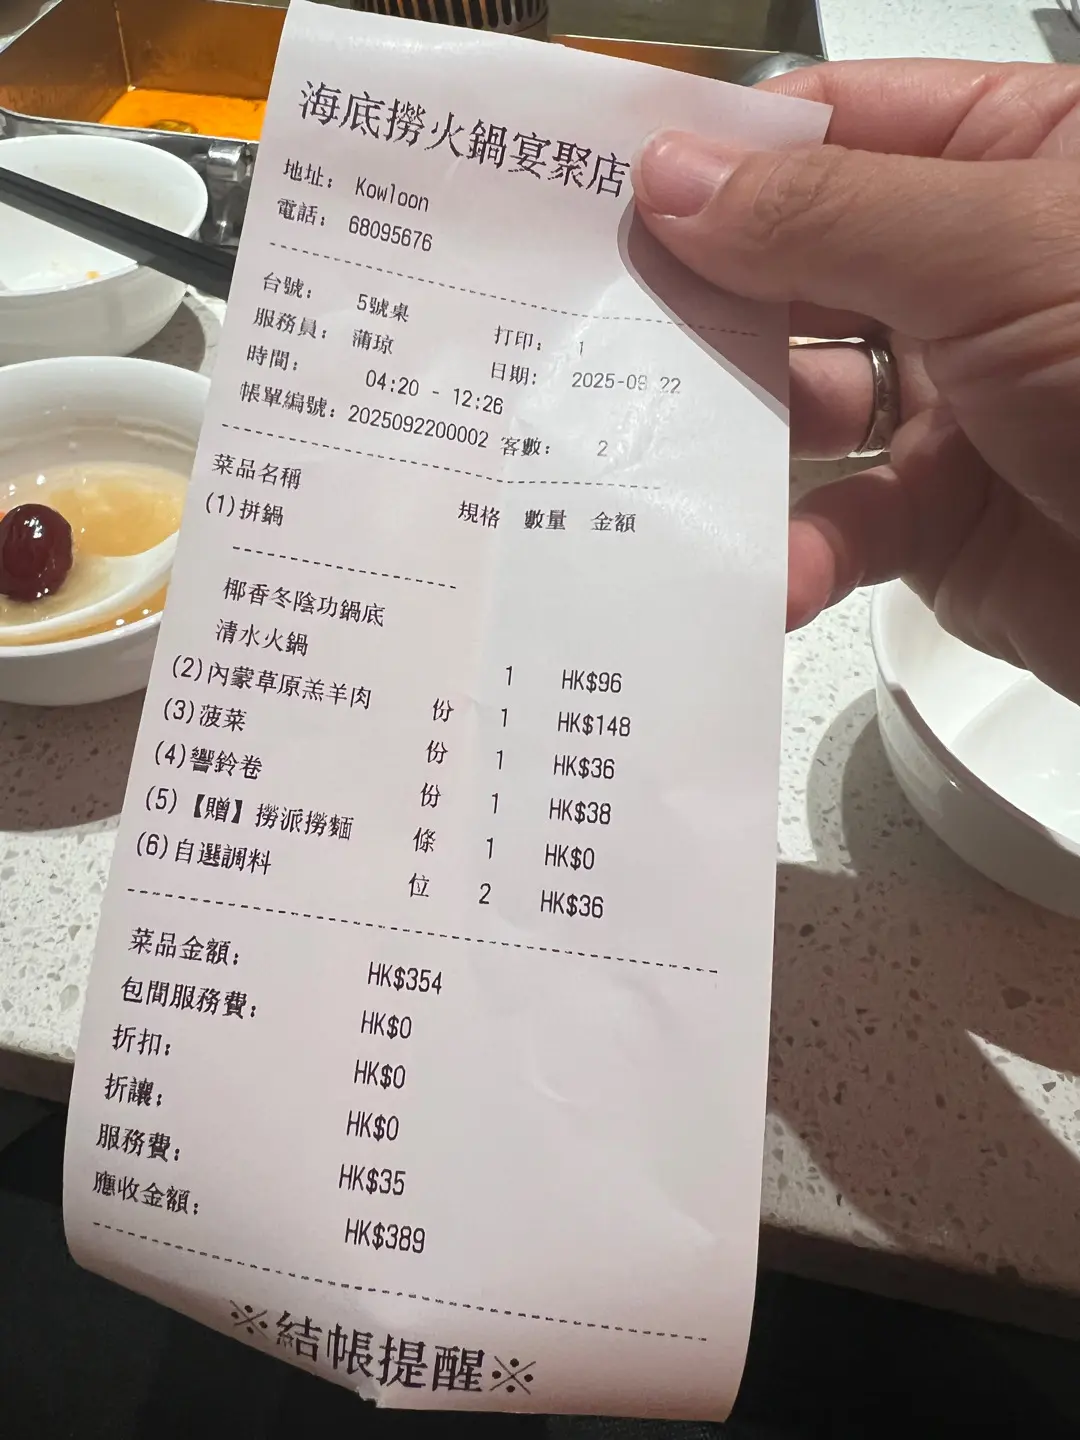 海底撈火鍋宴聚店
地址: Kowloon
電話: 68095676
台號: 5號桌 打印: 1
服務員: 蒲琼 日期: 2025-09-22
時間: 04:20 - 12:26
帳單編號: 2025092200002 客數: 2
菜品名稱 規格 數量 金額
(1)拼鍋
椰香冬陰功鍋底
清水火鍋 1 HK$96
(2)內蒙草原羔羊肉 份 1 HK$148
(3)菠菜 份 1 HK$36
(4)響鈴卷 份 1 HK$38
(5)【贈】撈派撈麵 條 1 HK$0
(6)自選調料 位 2 HK$36
菜品金額: HK$354
包間服務費: HK$0
折扣: HK$0
折讓: HK$0
服務費: HK$35
應收金額: HK$389
※結帳提醒※